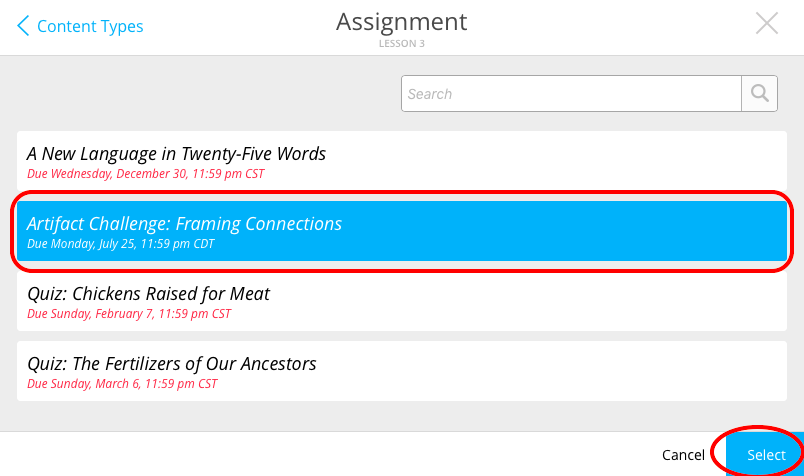 Content Types
Assignment
LESSON 3
Search
A New Language in Twenty-Five Words
Due Wednesday, December 30, 11:59 pm CST
Artifact Challenge: Framing Connections
Due Monday, July 25, 11:59 pm CDT
Quiz: Chickens Raised for Meat
Due Sunday, February 7, 11:59 pm CST
Quiz: The Fertilizers of Our Ancestors
Due Sunday, March 6, 11:59 pm CST
Cancel
Select